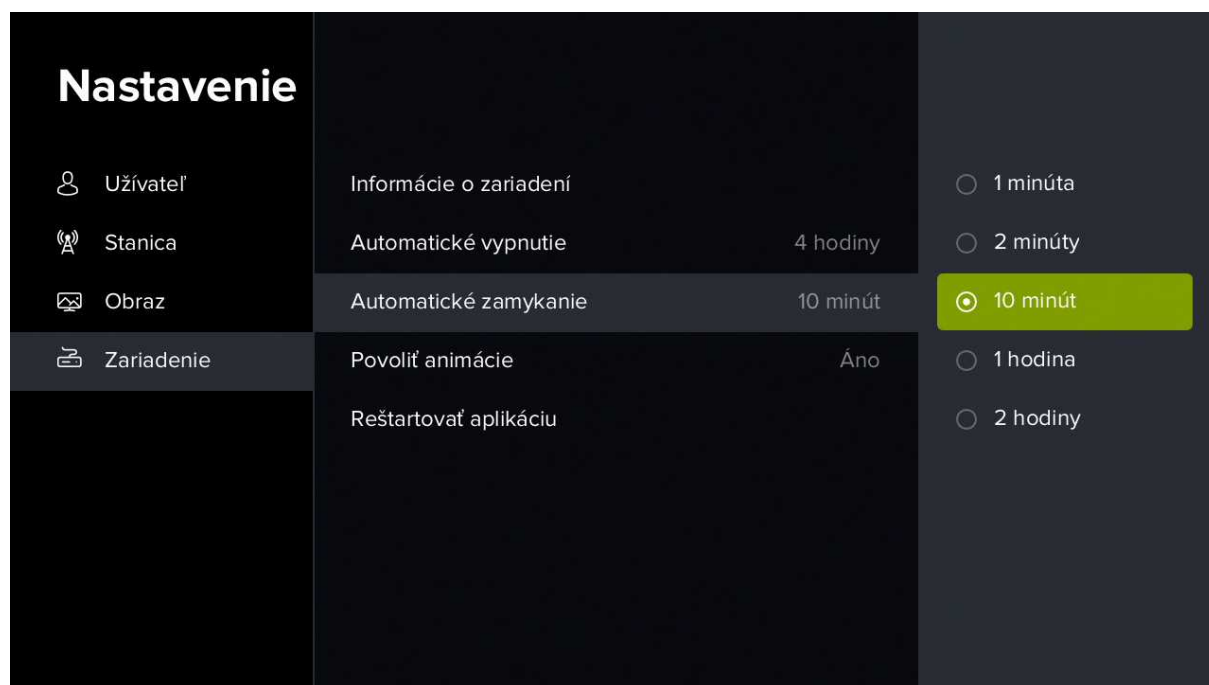 Nastavenie
Užívateľ
Stanica
Obraz
Zariadenie
Informácie o zariadení
Automatické vypnutie 4 hodiny
Automatické zamykanie 10 minút
Povoliť animácie Áno
Reštartovať aplikáciu
1 minúta
2 minúty
10 minút
1 hodina
2 hodiny